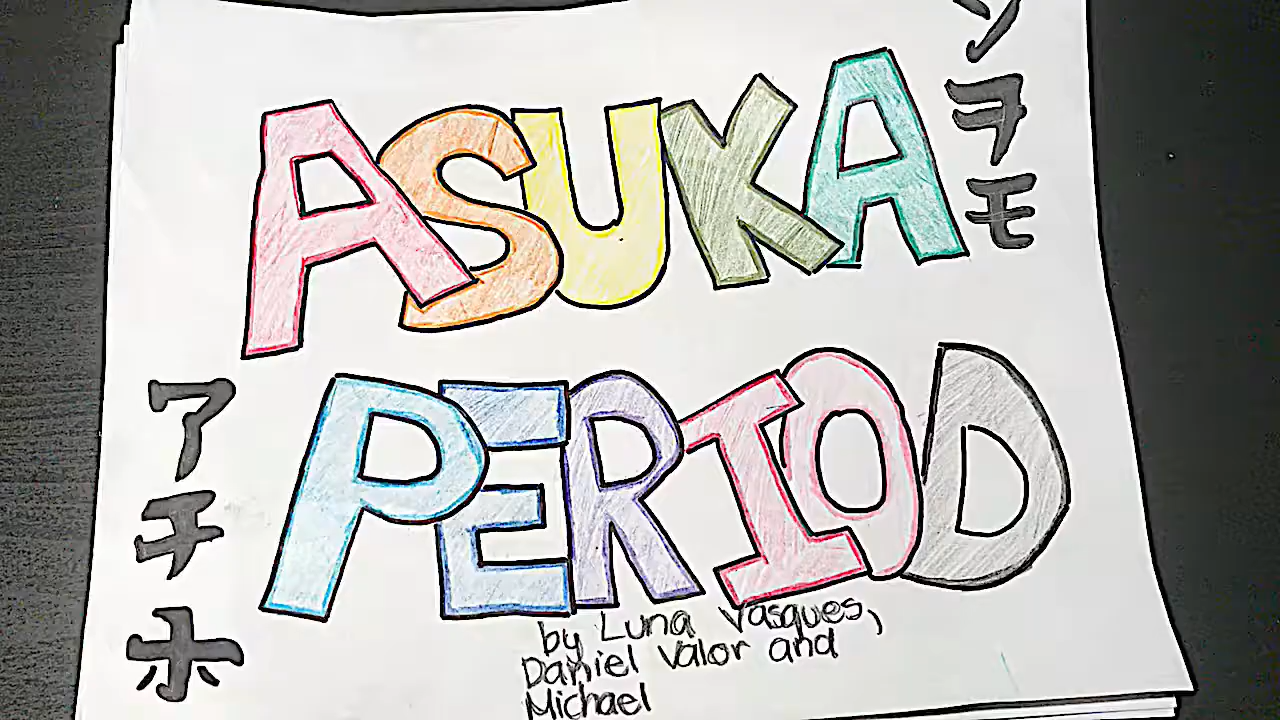 ASUKA
PERIOD
ヲモ
アチホ
by Luna Vasques,
Daniel Valor and
Michael